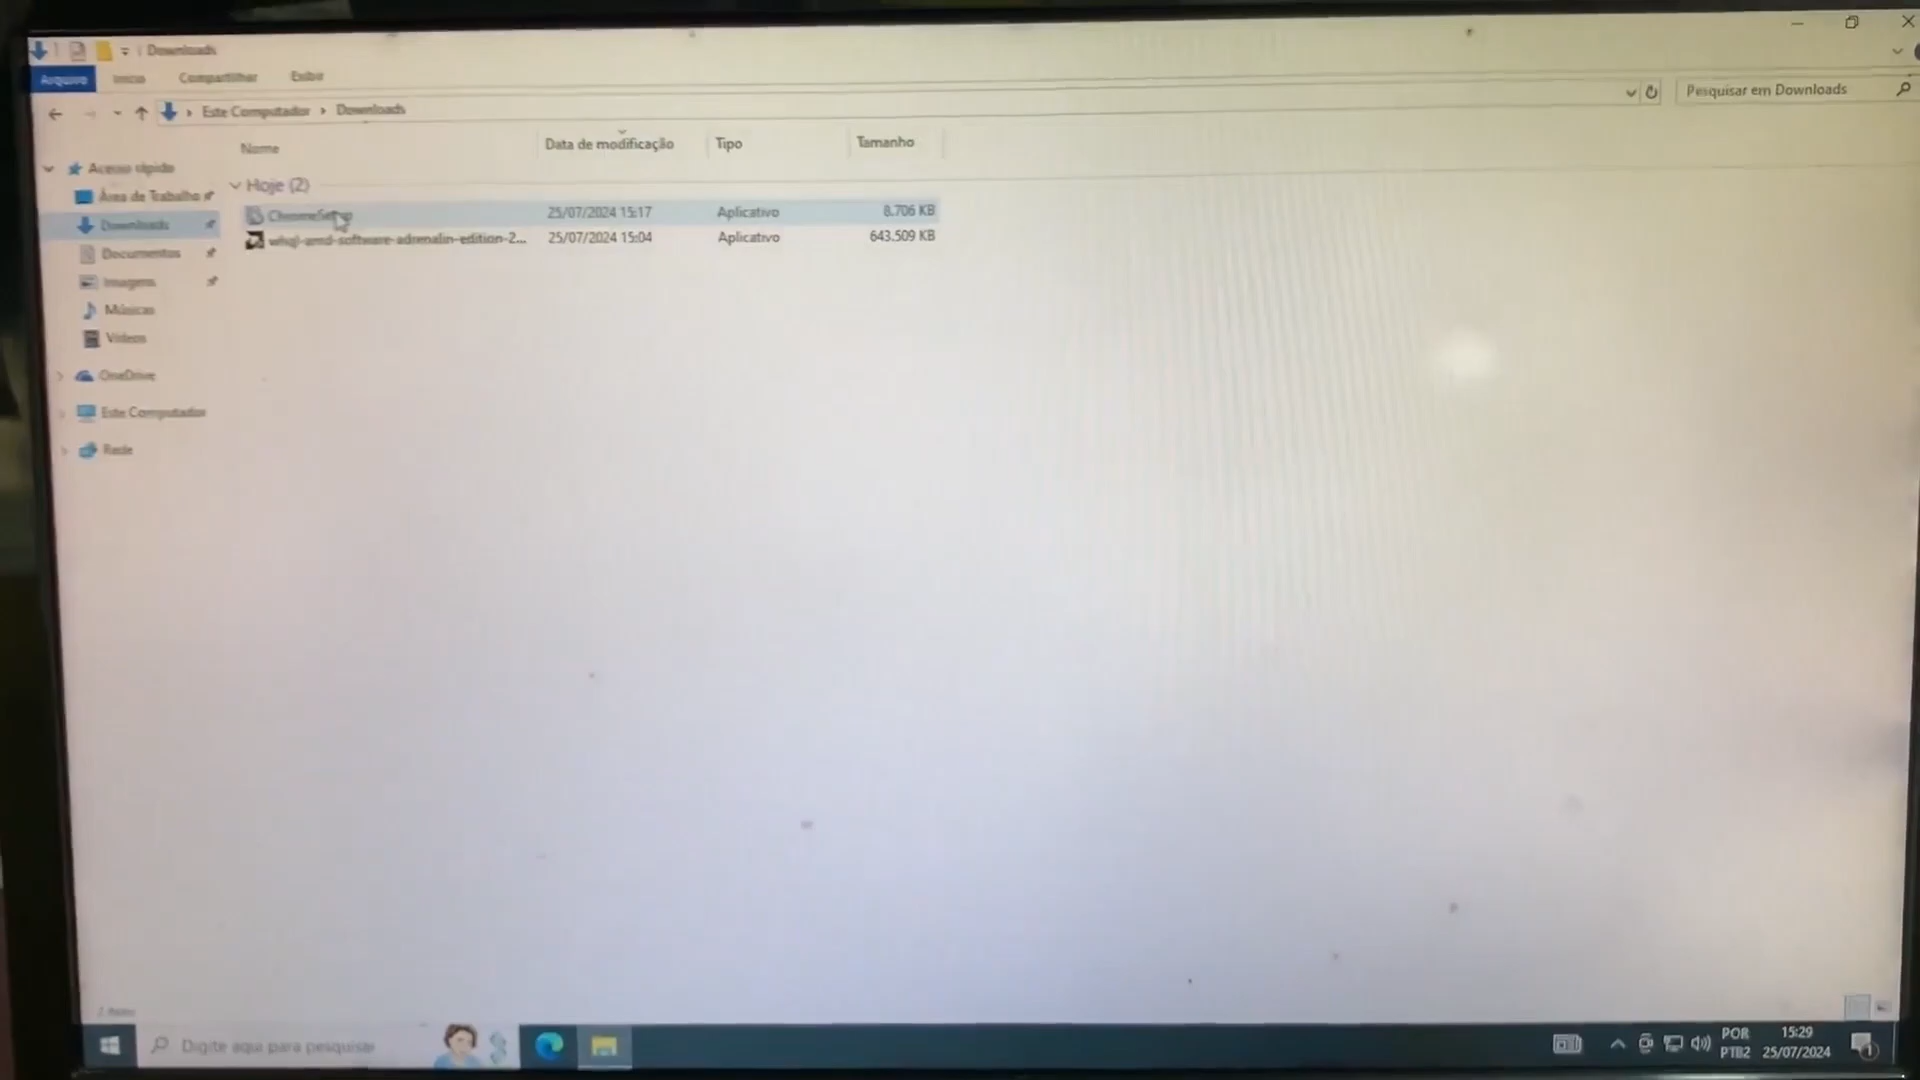 Downloads
Arquivo Início Compartilhar Exibir
Este Computador › Downloads
Pesquisar em Downloads
Nome Data de modificação Tipo Tamanho
Acesso rápido
Área de Trabalho
Downloads
Documentos
Imagens
Músicas
Vídeos
OneDrive
Este Computador
Rede
Hoje (2)
ChromeSetup 25/07/2024 15:17 Aplicativo 8.706 KB
whql-amd-software-adrenalin-edition-2... 25/07/2024 15:04 Aplicativo 643.509 KB
2 itens
Digite aqui para pesquisar
POR
PTB2
15:29
25/07/2024
1